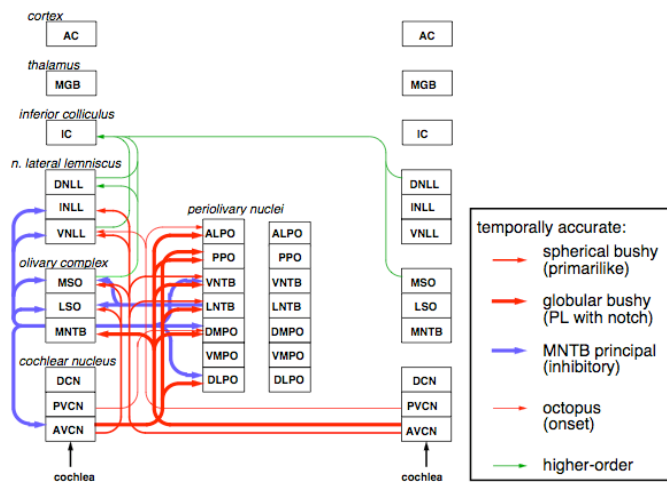 cortex
AC
AC
thalamus
MGB
MGB
inferior colliculus
IC
IC
n. lateral lemniscus
DNLL
INLL
VNLL
DNLL
INLL
VNLL
periolivary nuclei
ALPO
PPO
VNTB
LNTB
DMPO
VMPO
DLPO
ALPO
PPO
VNTB
LNTB
DMPO
VMPO
DLPO
olivary complex
MSO
LSO
MNTB
MSO
LSO
MNTB
cochlear nucleus
DCN
PVCN
AVCN
DCN
PVCN
AVCN
cochlea
cochlea
temporally accurate:
spherical bushy
(primarilike)
globular bushy
(PL with notch)
MNTB principal
(inhibitory)
octopus
(onset)
higher-order